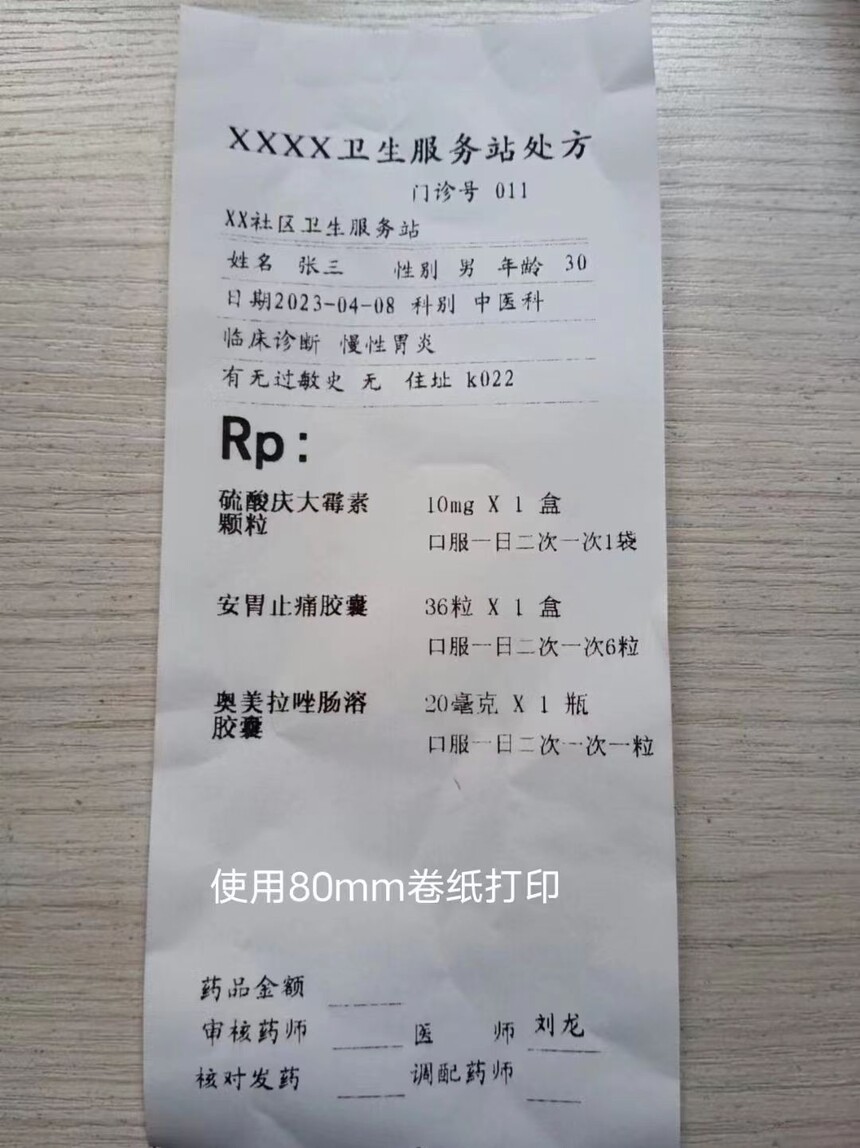 XXXX卫生服务站处方
门诊号 011
XX社区卫生服务站
姓名 张三 性别 男 年龄 30
日期2023-04-08 科别 中医科
临床诊断 慢性胃炎
有无过敏史 无 住址 k022
Rp:
硫酸庆大霉素 10mg X 1 盒
颗粒
口服一日二次一次1袋
安胃止痛胶囊 36粒 X 1 盒
口服一日二次一次6粒
奥美拉唑肠溶 20毫克 X 1 瓶
胶囊
口服一日二次一次一粒
使用80mm卷纸打印
药品金额
审核药师 医 师 刘龙
核对发药 调配药师